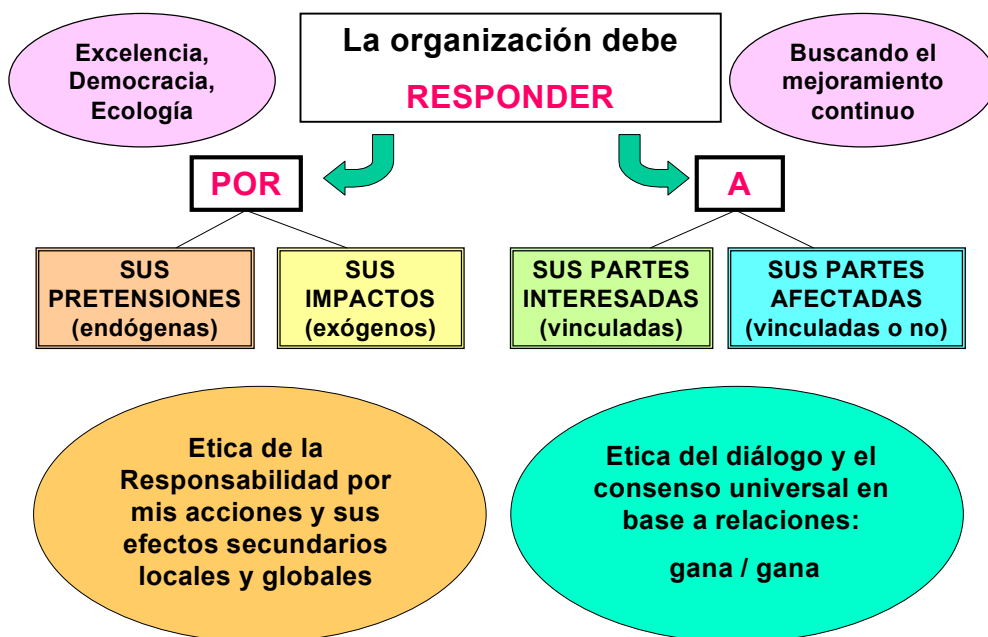 Excelencia,
Democracia,
Ecología
La organización debe
RESPONDER
Buscando el
mejoramiento
continuo
POR
A
SUS
PRETENSIONES
(endógenas)
SUS
IMPACTOS
(exógenos)
SUS PARTES
INTERESADAS
(vinculadas)
SUS PARTES
AFECTADAS
(vinculadas o no)
Etica de la
Responsabilidad por
mis acciones y sus
efectos secundarios
locales y globales
Etica del diálogo y el
consenso universal en
base a relaciones:
gana / gana